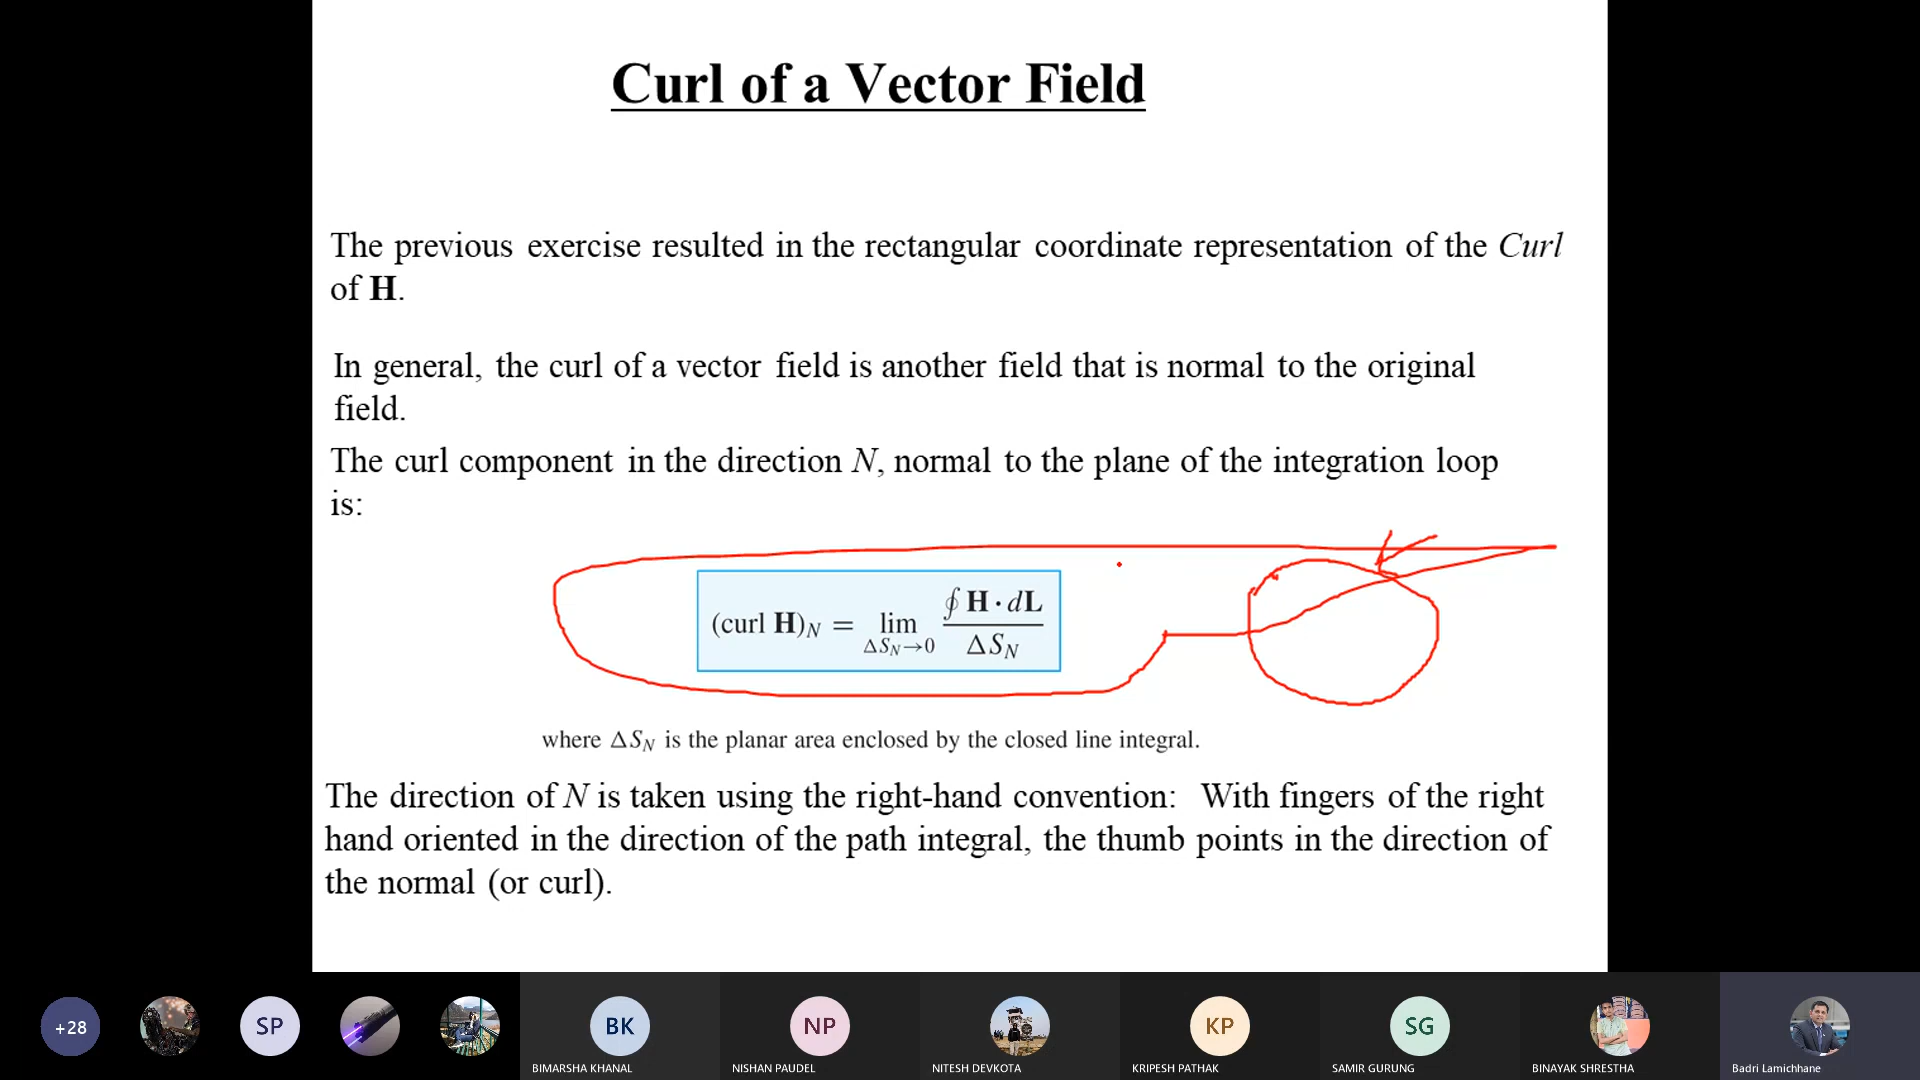 Curl of a Vector Field
The previous exercise resulted in the rectangular coordinate representation of the Curl
of H.
In general, the curl of a vector field is another field that is normal to the original
field.
The curl component in the direction N, normal to the plane of the integration loop
is:
(curl H)_N = lim_{ΔS_N→0} ∮ H · dL / ΔS_N
where ΔS_N is the planar area enclosed by the closed line integral.
The direction of N is taken using the right-hand convention: With fingers of the right
hand oriented in the direction of the path integral, the thumb points in the direction of
the normal (or curl).
+28
SP
BK
NP
KP
SG
BIMARSHA KHANAL
NISHAN PAUDEL
NITESH DEVKOTA
KRIPESH PATHAK
SAMIR GURUNG
BINAYAK SHRESTHA
Badri Lamichhane